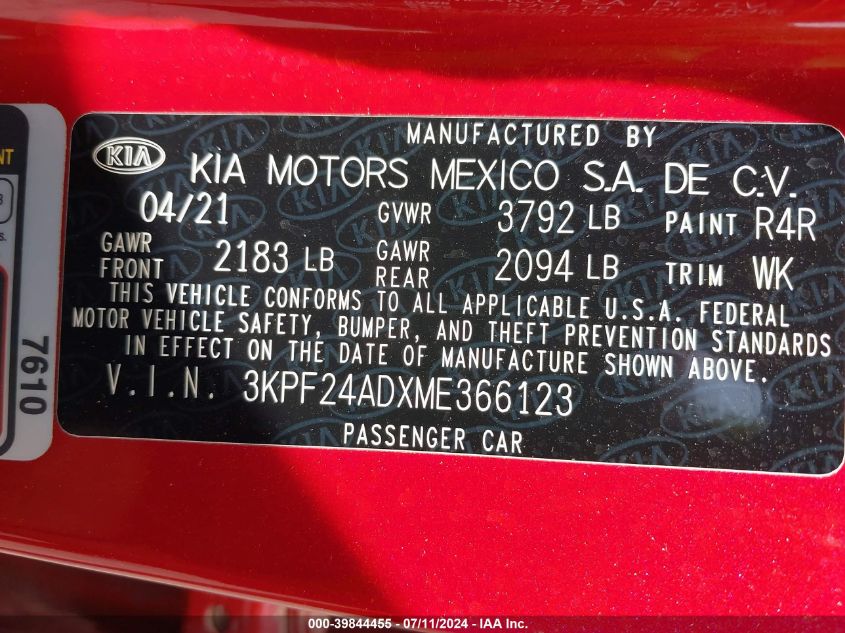 MANUFACTURED BY
KIA KIA MOTORS MEXICO S.A. DE C.V.
04/21 GVWR 3792 LB PAINT R4R
GAWR FRONT 2183 LB GAWR REAR 2094 LB TRIM WK
THIS VEHICLE CONFORMS TO ALL APPLICABLE U.S.A. FEDERAL
MOTOR VEHICLE SAFETY, BUMPER, AND THEFT PREVENTION STANDARDS
IN EFFECT ON THE DATE OF MANUFACTURE SHOWN ABOVE.
V.I.N. 3KPF24ADXME366123
PASSENGER CAR
7610
000-39844455 - 07/11/2024 - IAA Inc.